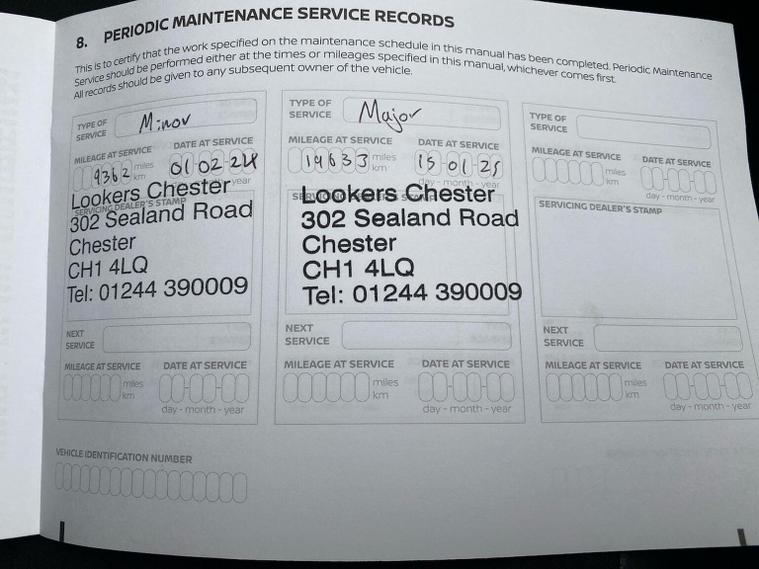 8. PERIODIC MAINTENANCE SERVICE RECORDS
This is to certify that the work specified on the maintenance schedule in this manual has been completed. Periodic Maintenance
Service should be performed either at the times or mileages specified in this manual, whichever comes first.
All records should be given to any subsequent owner of the vehicle.
TYPE OF
SERVICE
Minor
MILEAGE AT SERVICE
DATE AT SERVICE
9362
miles
km
01-02-24
year
SERVICING DEALER'S STAMP
Lookers Chester
302 Sealand Road
Chester
CH1 4LQ
Tel: 01244 390009
NEXT
SERVICE
MILEAGE AT SERVICE
DATE AT SERVICE
miles
km
day - month - year
TYPE OF
SERVICE
Major
MILEAGE AT SERVICE
DATE AT SERVICE
19633
miles
km
15-01-25
day - month - year
Lookers Chester
302 Sealand Road
Chester
CH1 4LQ
Tel: 01244 390009
NEXT
SERVICE
MILEAGE AT SERVICE
DATE AT SERVICE
miles
km
day - month - year
TYPE OF
SERVICE
MILEAGE AT SERVICE
DATE AT SERVICE
miles
km
day - month - year
SERVICING DEALER'S STAMP
NEXT
SERVICE
MILEAGE AT SERVICE
DATE AT SERVICE
miles
km
day - month - year
VEHICLE IDENTIFICATION NUMBER